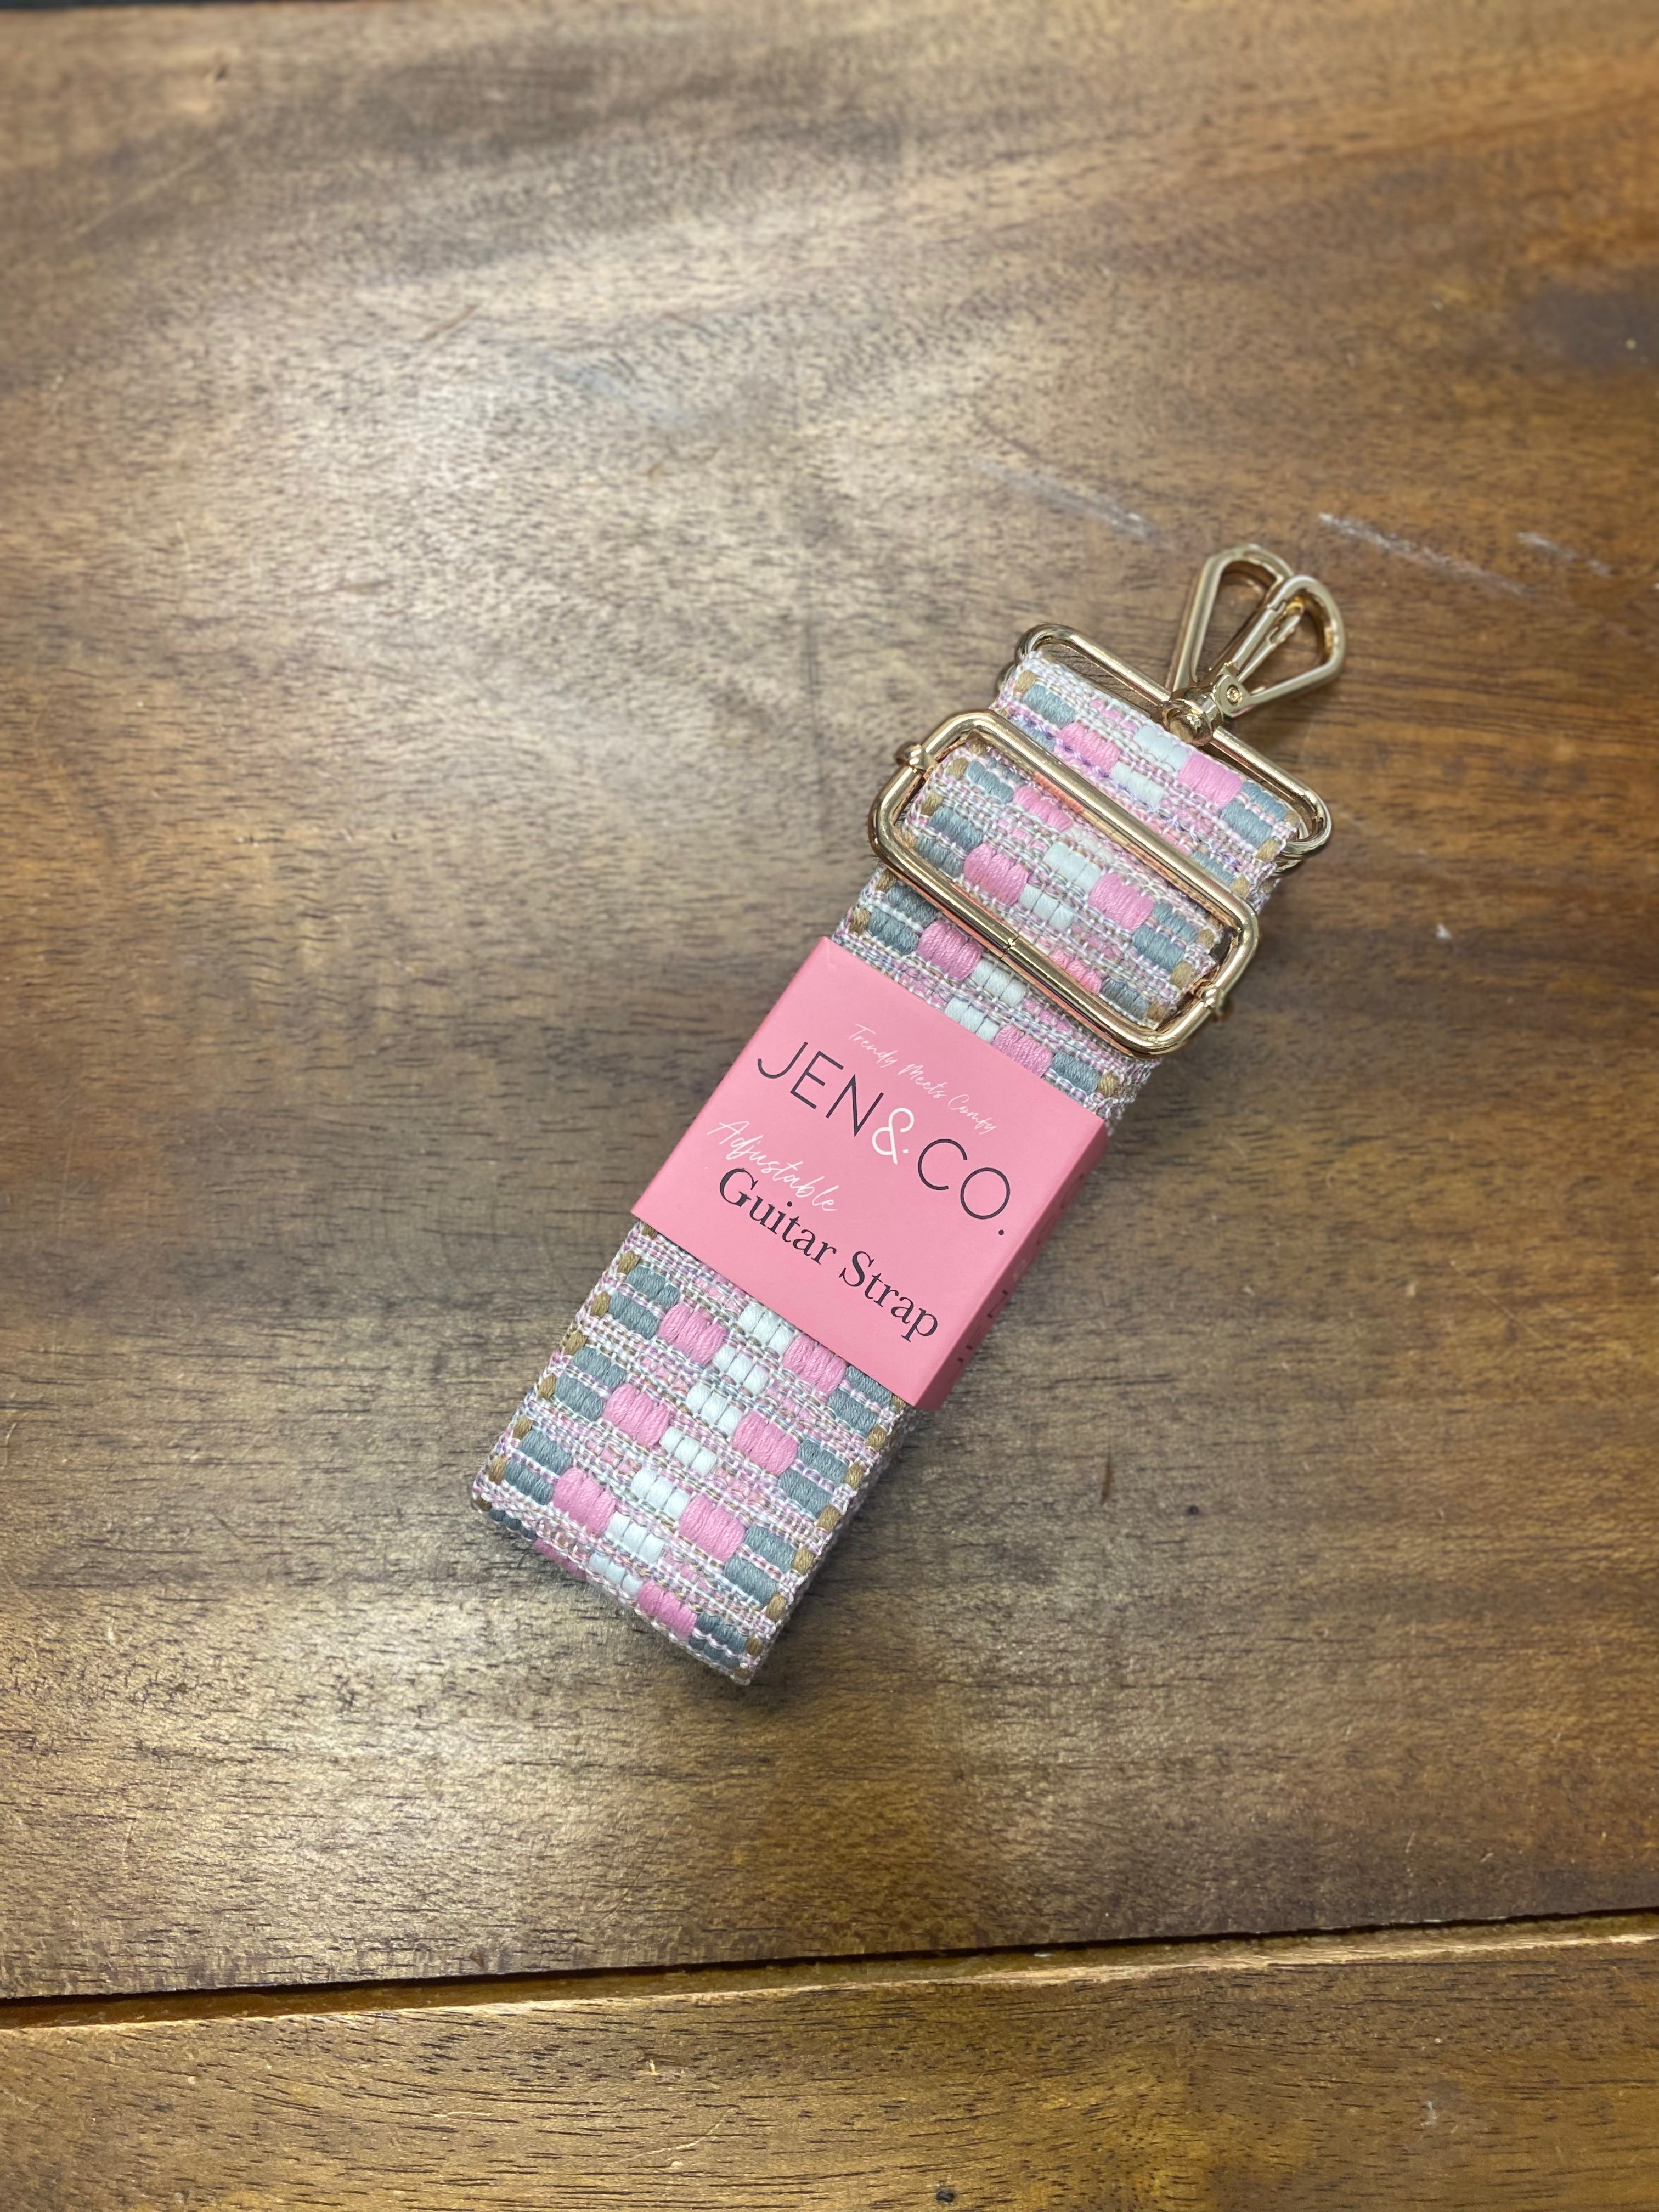 Trendy Meets Comfy
JEN & CO.
Adjustable
Guitar Strap